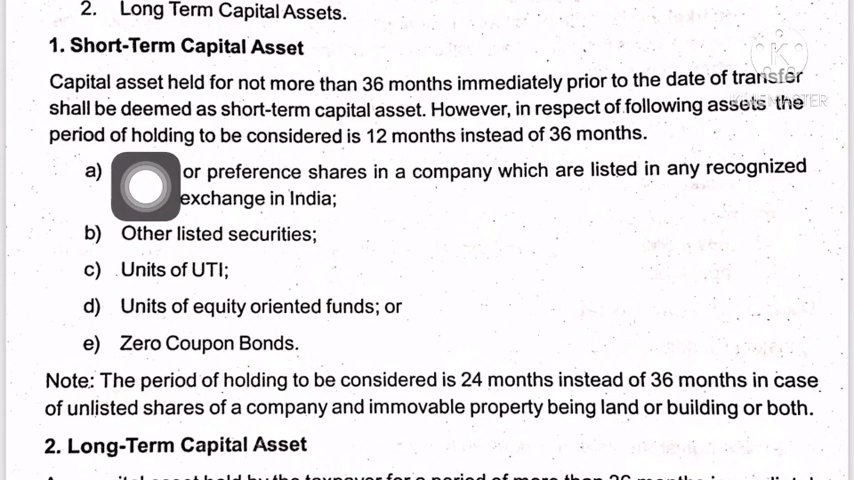 2. Long Term Capital Assets.
1. Short-Term Capital Asset
Capital asset held for not more than 36 months immediately prior to the date of transfer
shall be deemed as short-term capital asset. However, in respect of following assets the
period of holding to be considered is 12 months instead of 36 months.
a) or preference shares in a company which are listed in any recognized
exchange in India;
b) Other listed securities;
c) Units of UTI;
d) Units of equity oriented funds; or
e) Zero Coupon Bonds.
Note: The period of holding to be considered is 24 months instead of 36 months in case
of unlisted shares of a company and immovable property being land or building or both.
2. Long-Term Capital Asset